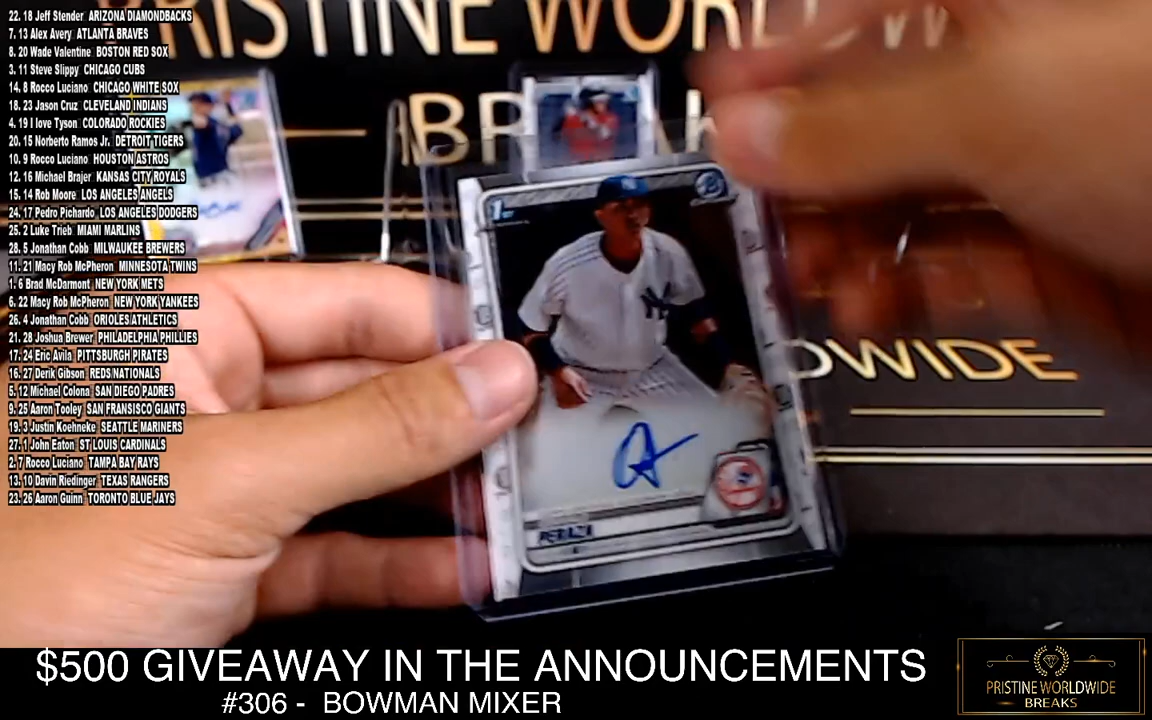 22. 18 Jeff Stender ARIZONA DIAMONDBACKS
7. 13 Alex Avery ATLANTA BRAVES
8. 20 Wade Valentine BOSTON RED SOX
3. 11 Steve Slippy CHICAGO CUBS
14. 8 Rocco Luciano CHICAGO WHITE SOX
18. 23 Jason Cruz CLEVELAND INDIANS
4. 19 I love Tyson COLORADO ROCKIES
20. 15 Norberto Ramos Jr. DETROIT TIGERS
10. 9 Rocco Luciano HOUSTON ASTROS
12. 16 Michael Brajer KANSAS CITY ROYALS
15. 14 Rob Moore LOS ANGELES ANGELS
24. 17 Pedro Pichardo LOS ANGELES DODGERS
25. 2 Luke Trieb MIAMI MARLINS
28. 5 Jonathan Cobb MILWAUKEE BREWERS
11. 21 Macy Rob McPheron MINNESOTA TWINS
1. 6 Brad McDarmont NEW YORK METS
6. 22 Macy Rob McPheron NEW YORK YANKEES
26. 4 Jonathan Cobb ORIOLES ATHLETICS
21. 28 Joshua Brewer PHILADELPHIA PHILLIES
17. 24 Eric Avila PITTSBURGH PIRATES
16. 27 Derik Gibson REDS NATIONALS
5. 12 Michael Colona SAN DIEGO PADRES
9. 25 Aaron Tooley SAN FRANSISCO GIANTS
19. 3 Justin Koehneke SEATTLE MARINERS
27. 1 John Eaton ST LOUIS CARDINALS
2. 7 Rocco Luciano TAMPA BAY RAYS
13. 10 Davin Riedinger TEXAS RANGERS
23. 26 Aaron Guinn TORONTO BLUE JAYS
RISTINE WORL
BR
DWIDE
1ST
NY
PERAZA
$500 GIVEAWAY IN THE ANNOUNCEMENTS
#306 - BOWMAN MIXER
PRISTINE WORLDWIDE
BREAKS